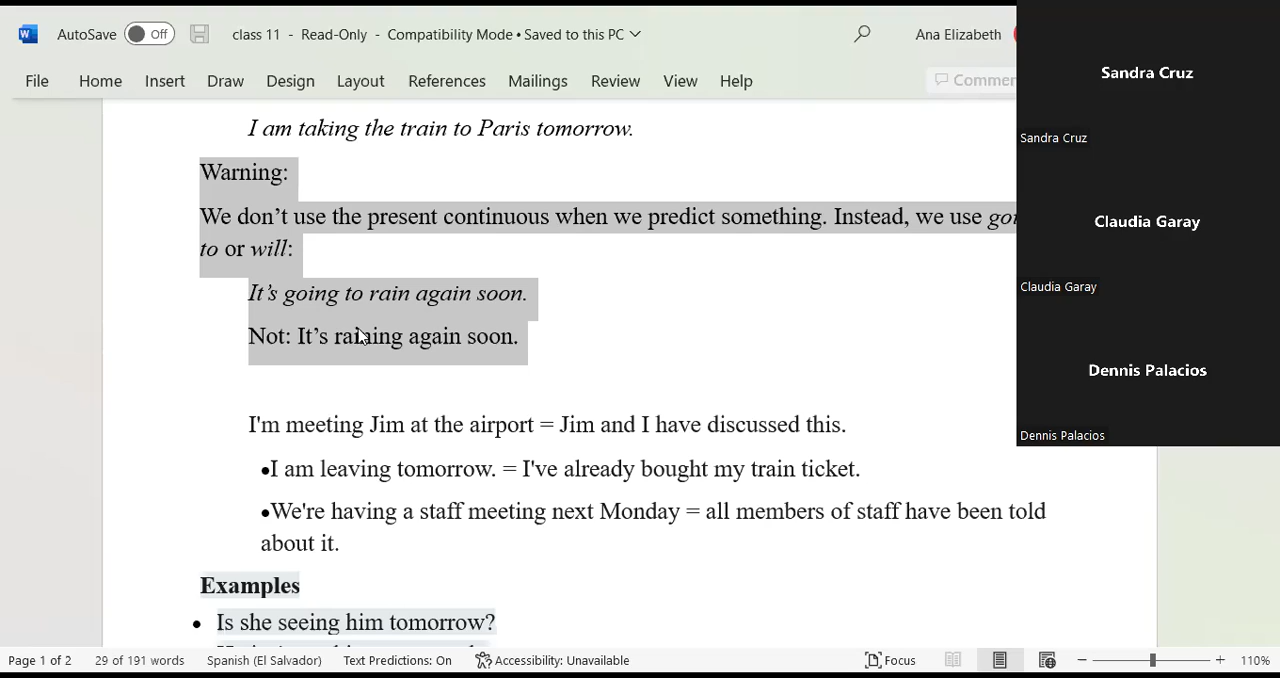 AutoSave Off class 11 - Read-Only - Compatibility Mode • Saved to this PC Ana Elizabeth
File Home Insert Draw Design Layout References Mailings Review View Help
I am taking the train to Paris tomorrow.
Warning:
We don't use the present continuous when we predict something. Instead, we use
to or will:
It's going to rain again soon.
Not: It's raining again soon.
I'm meeting Jim at the airport = Jim and I have discussed this.
•I am leaving tomorrow. = I've already bought my train ticket.
•We're having a staff meeting next Monday = all members of staff have been told
about it.
Examples
• Is she seeing him tomorrow?
Page 1 of 2 29 of 191 words Spanish (El Salvador) Text Predictions: On Accessibility: Unavailable Focus 110%
Sandra Cruz
Sandra Cruz
Claudia Garay
Claudia Garay
Dennis Palacios
Dennis Palacios